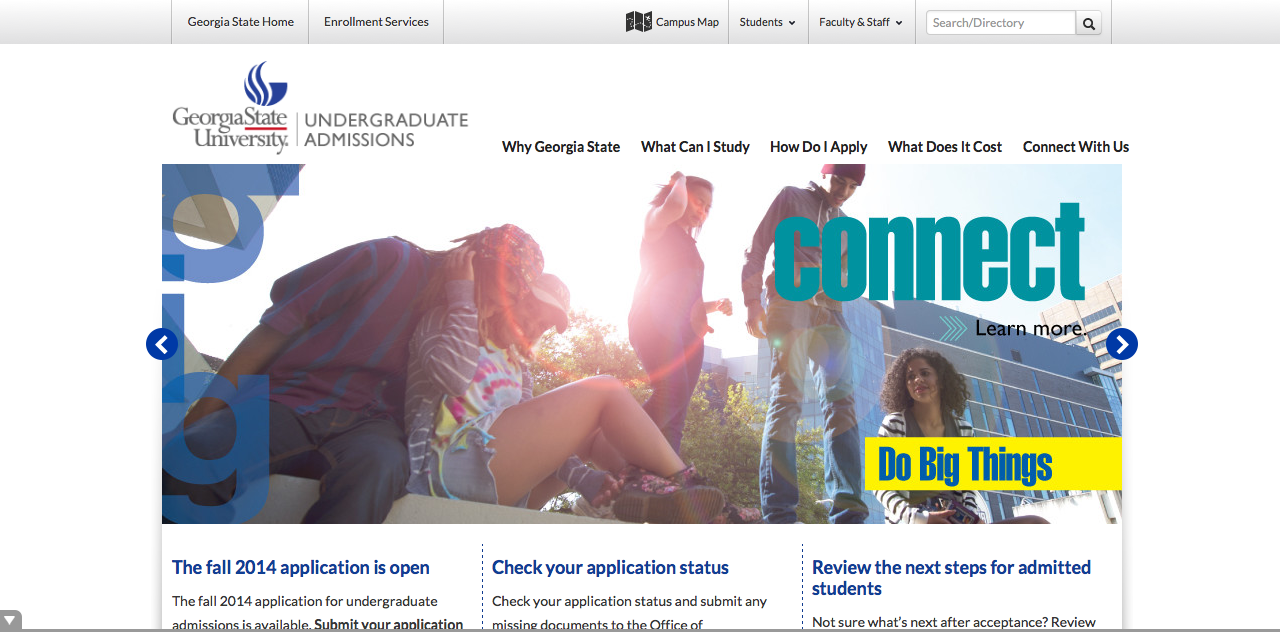 Georgia State Home
Enrollment Services
Campus Map
Students
Faculty & Staff
Search/Directory
GeorgiaState
University.
UNDERGRADUATE
ADMISSIONS
Why Georgia State
What Can I Study
How Do I Apply
What Does It Cost
Connect With Us
connect
Learn more.
Do Big Things
The fall 2014 application is open
The fall 2014 application for undergraduate
admissions is available. Submit your application
Check your application status
Check your application status and submit any
missing documents to the Office of
Review the next steps for admitted
students
Not sure what's next after acceptance? Review